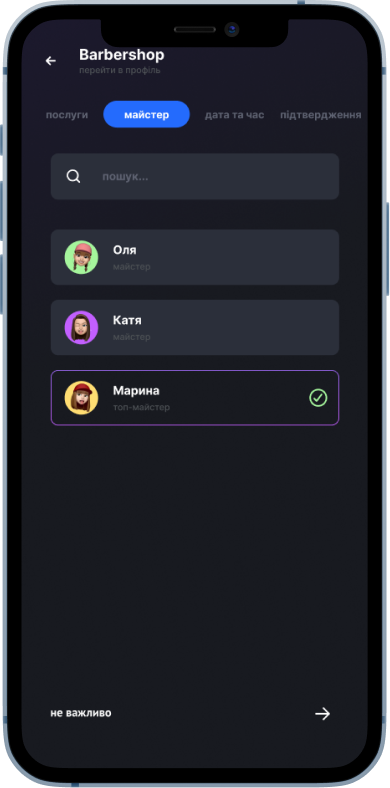 Barbershop
перейти в профіль
послуги майстер дата та час підтвердження
пошук...
Оля
майстер
Катя
майстер
Марина
топ-майстер
не важливо